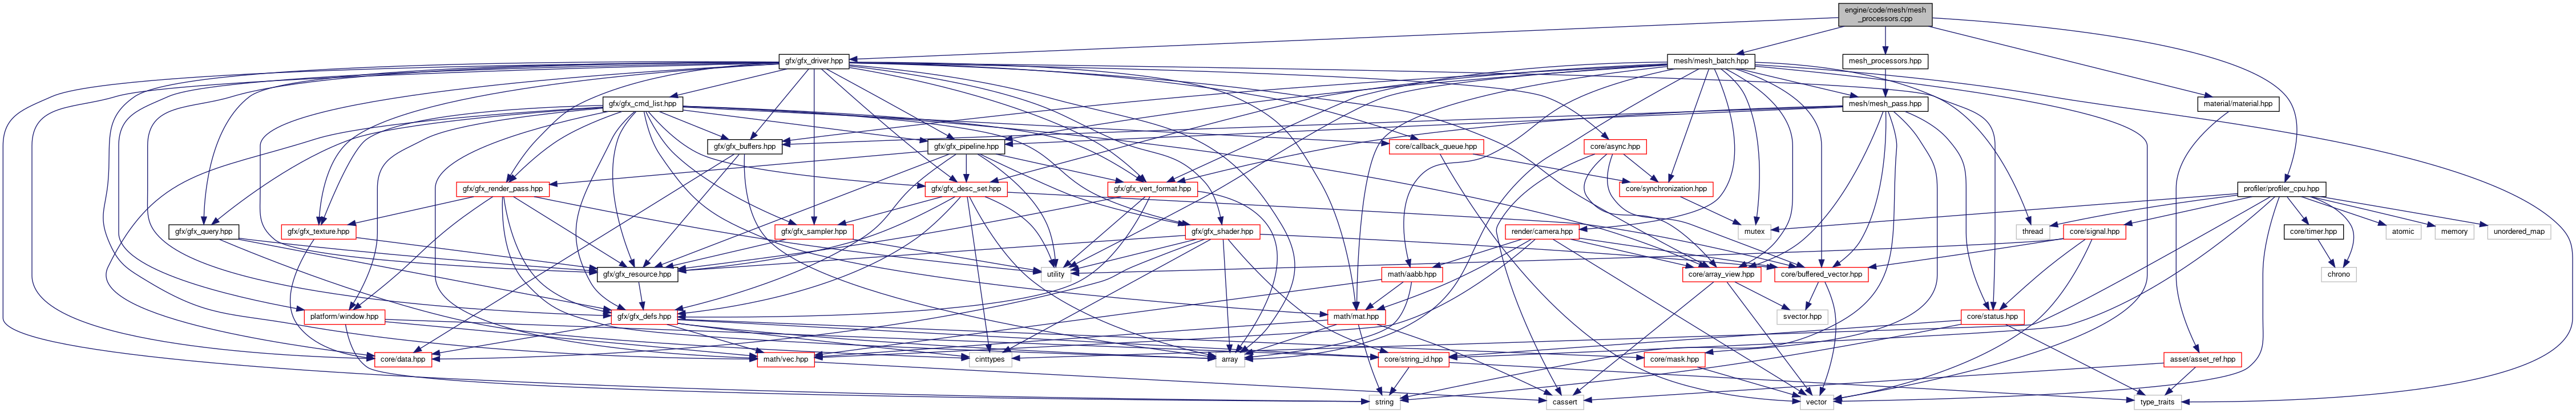 engine/code/mesh/mesh
_processors.cpp
gfx/gfx_driver.hpp
mesh/mesh_batch.hpp
mesh_processors.hpp
gfx/gfx_cmd_list.hpp
mesh/mesh_pass.hpp
material/material.hpp
gfx/gfx_buffers.hpp
gfx/gfx_pipeline.hpp
core/callback_queue.hpp
core/async.hpp
gfx/gfx_render_pass.hpp
gfx/gfx_desc_set.hpp
gfx/gfx_vert_format.hpp
core/synchronization.hpp
profiler/profiler_cpu.hpp
gfx/gfx_query.hpp
gfx/gfx_texture.hpp
gfx/gfx_sampler.hpp
gfx/gfx_shader.hpp
render/camera.hpp
mutex
thread
core/signal.hpp
core/timer.hpp
atomic
memory
unordered_map
gfx/gfx_resource.hpp
utility
math/aabb.hpp
core/array_view.hpp
core/buffered_vector.hpp
chrono
platform/window.hpp
gfx/gfx_defs.hpp
math/mat.hpp
svector.hpp
core/status.hpp
core/data.hpp
math/vec.hpp
cinttypes
array
core/string_id.hpp
core/mask.hpp
asset/asset_ref.hpp
string
cassert
vector
type_traits